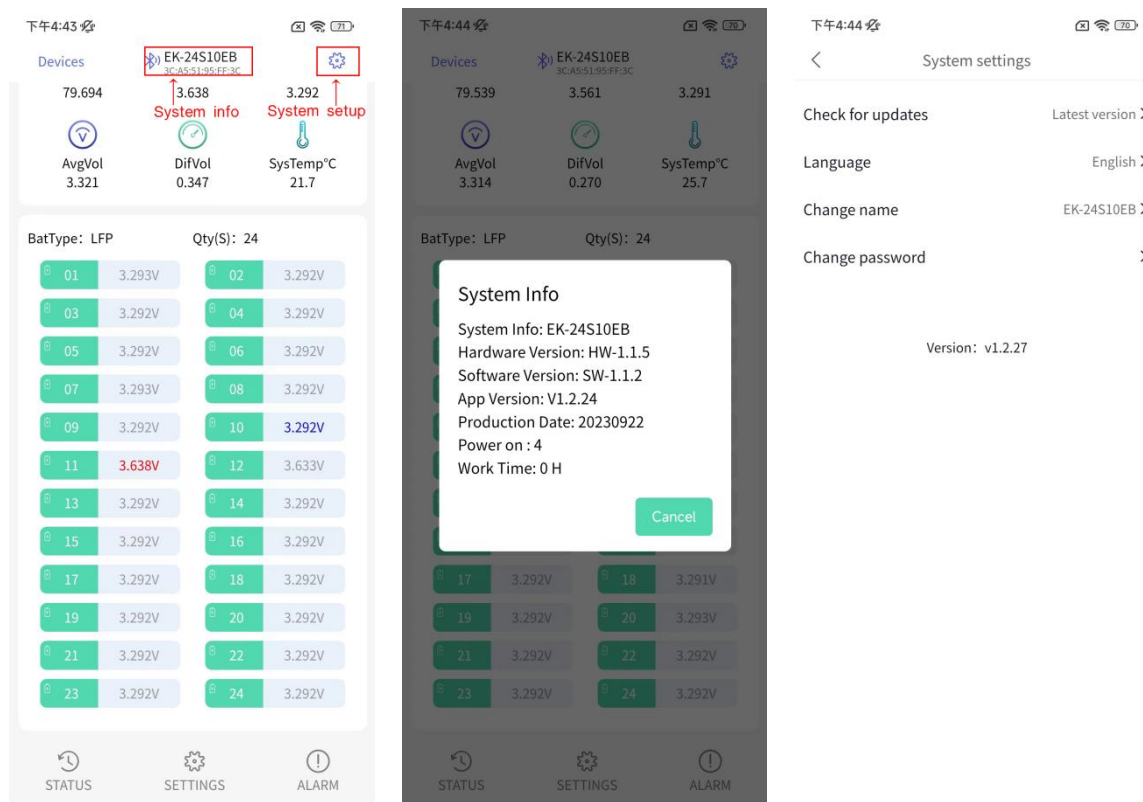 下午4:43
71
Devices
EK-24S10EB
3C:A5:51:95:FF:3C
79.694 3.638 3.292
System info System setup
AvgVol DifVol SysTemp°C
3.321 0.347 21.7
BatType: LFP Qty(S): 24
01 3.293V 02 3.292V
03 3.292V 04 3.292V
05 3.292V 06 3.292V
07 3.293V 08 3.292V
09 3.292V 10 3.292V
11 3.638V 12 3.633V
13 3.292V 14 3.292V
15 3.292V 16 3.292V
17 3.292V 18 3.292V
19 3.292V 20 3.292V
21 3.292V 22 3.292V
23 3.292V 24 3.292V
STATUS SETTINGS ALARM
下午4:44
70
Devices
EK-24S10EB
3C:A5:51:95:FF:3C
79.539 3.561 3.291
AvgVol DifVol SysTemp°C
3.314 0.270 25.7
BatType: LFP Qty(S): 24
System Info
System Info: EK-24S10EB
Hardware Version: HW-1.1.5
Software Version: SW-1.1.2
App Version: V1.2.24
Production Date: 20230922
Power on : 4
Work Time: 0 H
Cancel
17 3.292V 18 3.291V
19 3.292V 20 3.293V
21 3.292V 22 3.292V
23 3.292V 24 3.292V
STATUS SETTINGS ALARM
下午4:44
70
System settings
Check for updates Latest version
Language English
Change name EK-24S10EB
Change password
Version: v1.2.27